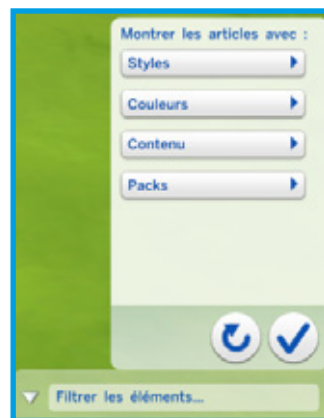 Montrer les articles avec :
Styles
Couleurs
Contenu
Packs
Filtrer les éléments...